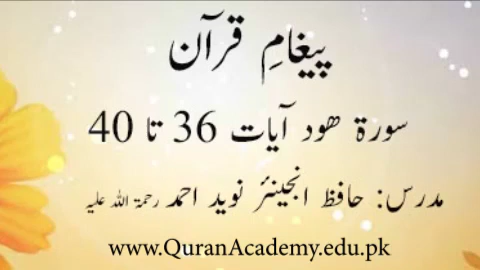 پیغامِ قرآن
سورۃ ھود آیات 36 تا 40
مدرس: حافظ انجینئر نوید احمد رحمۃ اللہ علیہ
www.QuranAcademy.edu.pk